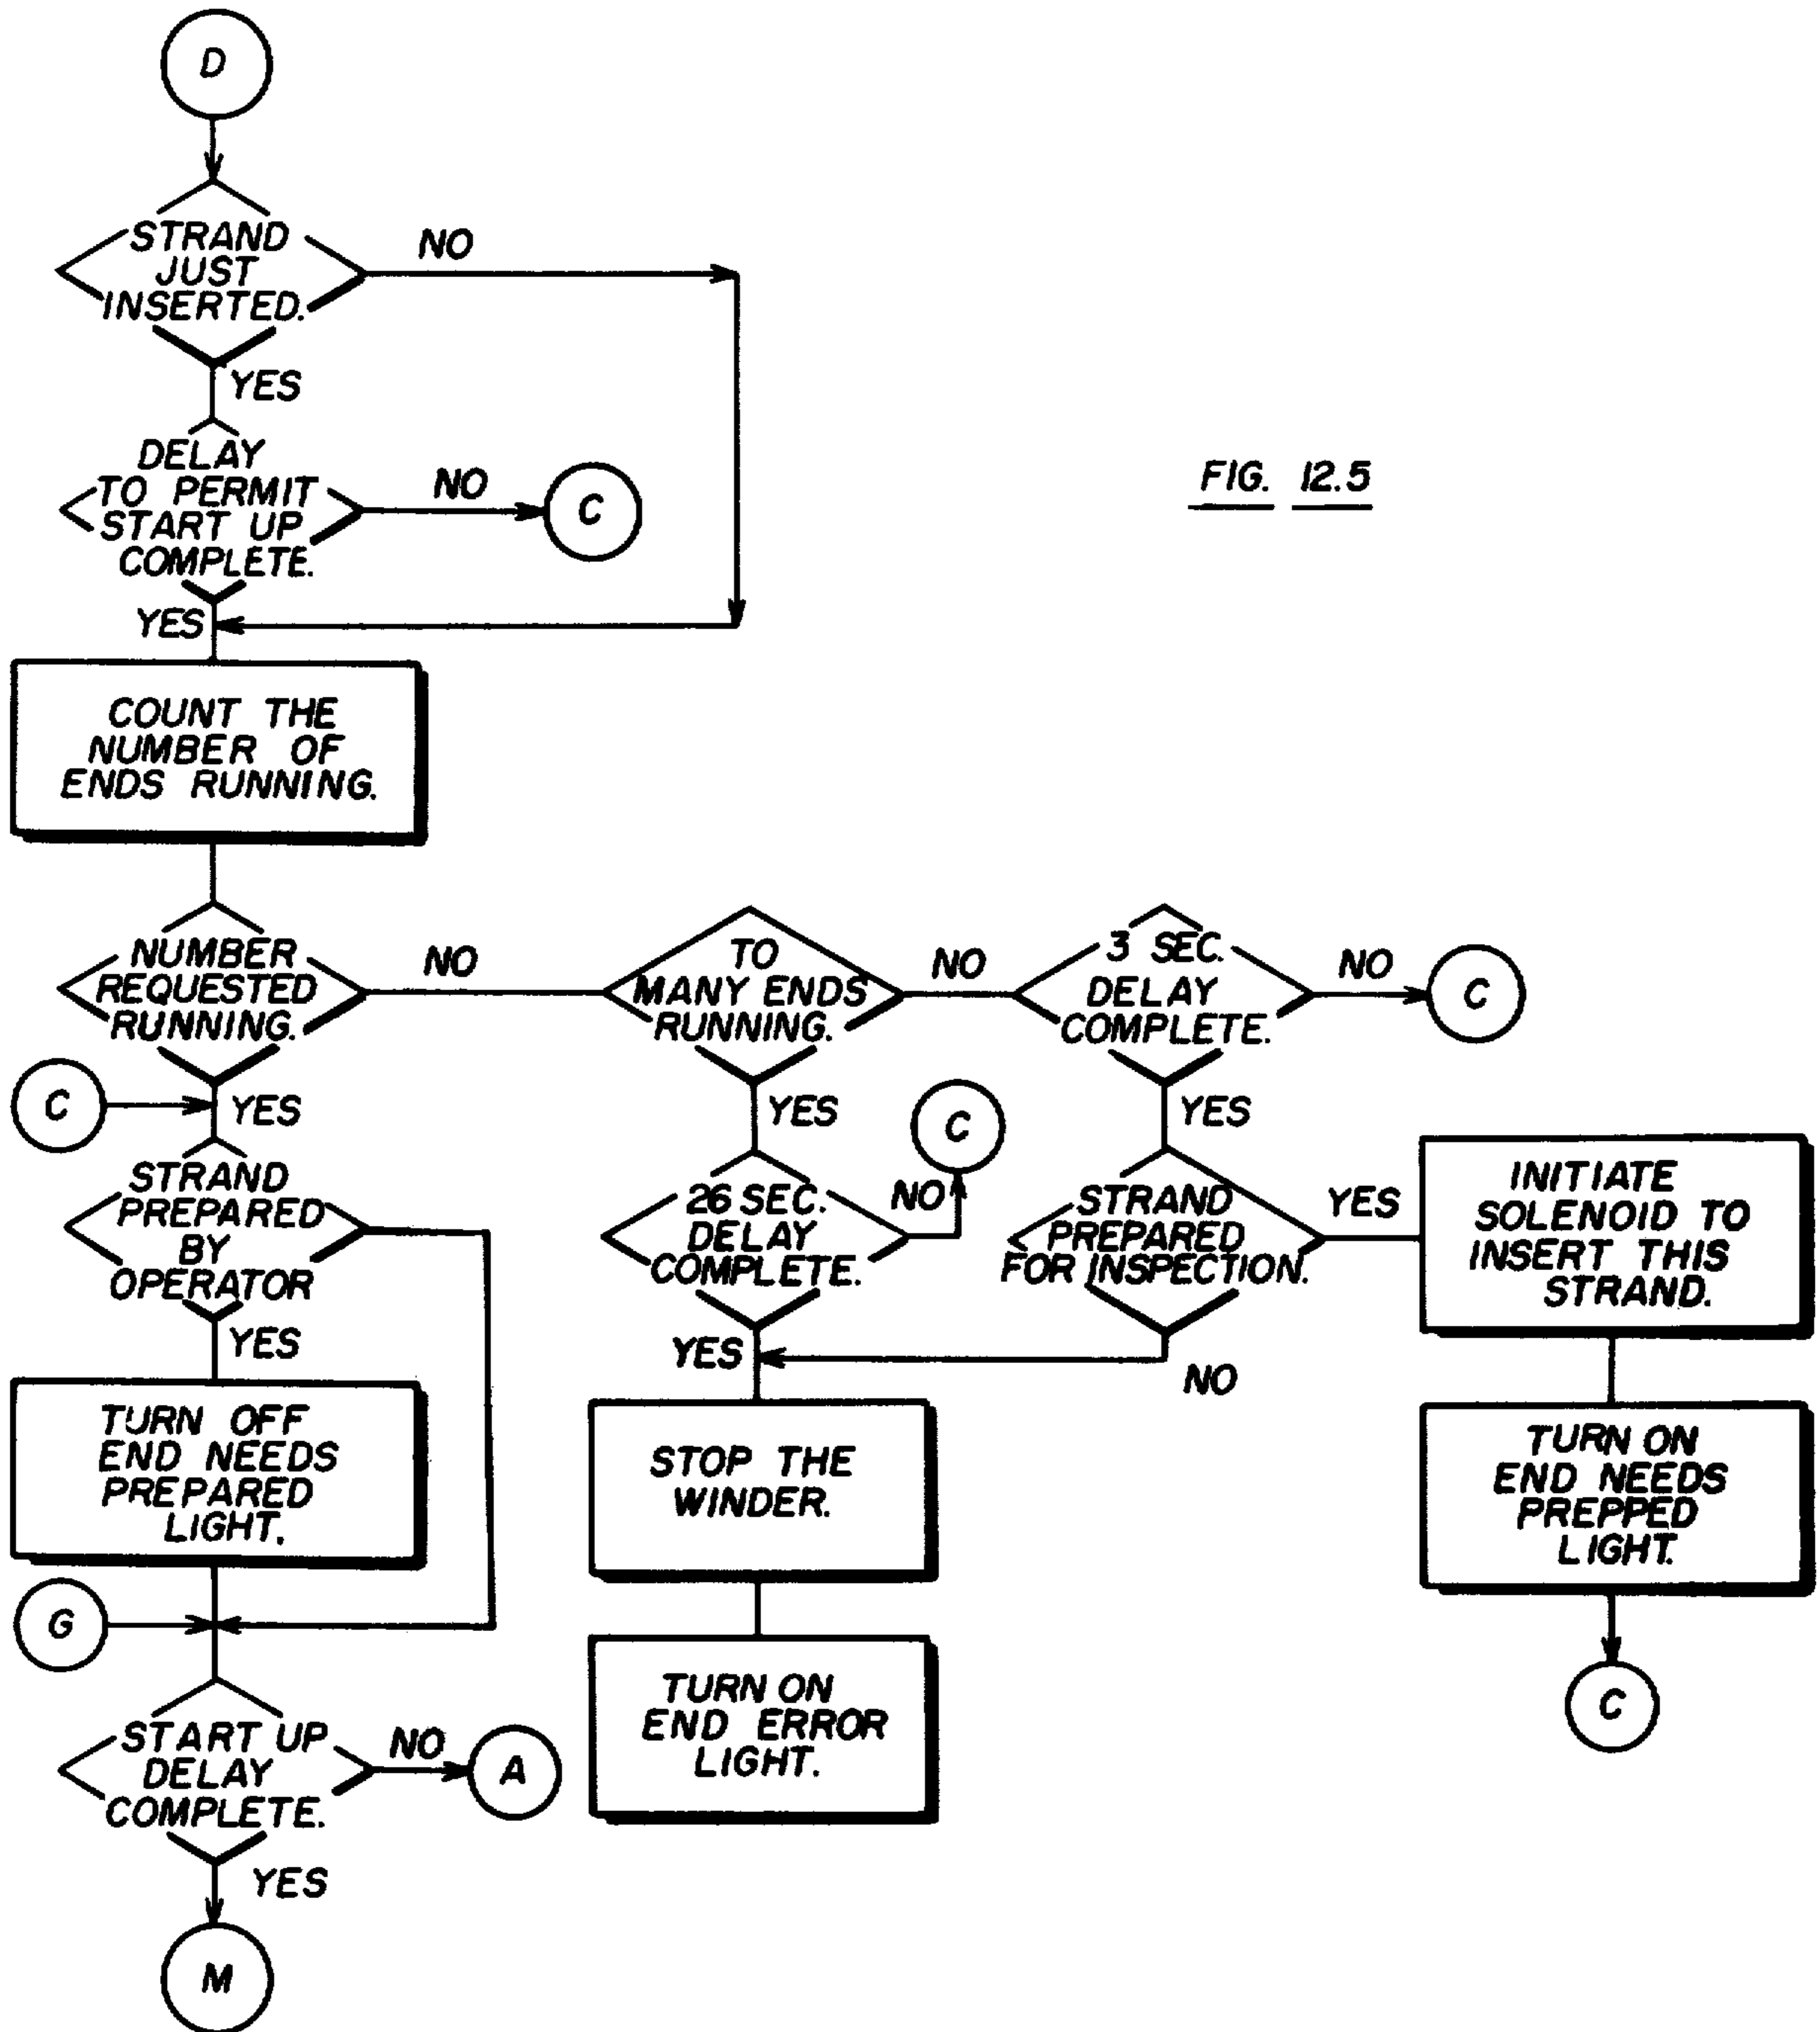 D
STRAND
JUST
INSERTED.
NO
YES
DELAY
TO PERMIT
START UP
COMPLETE.
NO
C
YES
FIG. 12.5
COUNT THE
NUMBER OF
ENDS RUNNING.
NUMBER
REQUESTED
RUNNING.
NO
TO
MANY ENDS
RUNNING.
NO
3 SEC.
DELAY
COMPLETE.
NO
C
C
YES
YES
C
YES
STRAND
PREPARED
BY
OPERATOR
26 SEC.
DELAY
COMPLETE.
NO
STRAND
PREPARED
FOR INSPECTION.
YES
INITIATE
SOLENOID TO
INSERT THIS
STRAND.
YES
YES
NO
TURN OFF
END NEEDS
PREPARED
LIGHT.
STOP THE
WINDER.
TURN ON
END NEEDS
PREPPED
LIGHT.
G
TURN ON
END ERROR
LIGHT.
C
START UP
DELAY
COMPLETE.
NO
A
YES
M